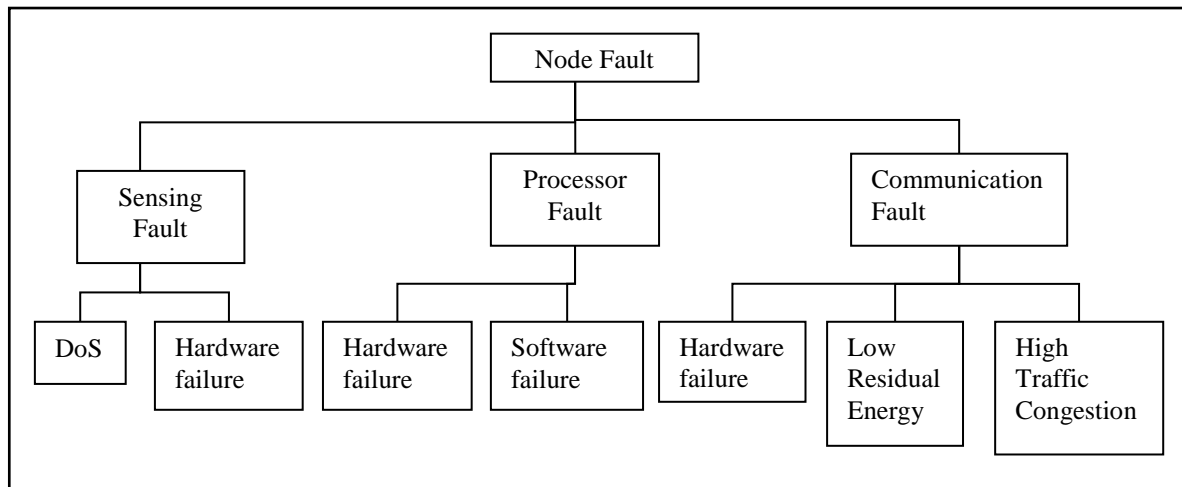 Node Fault
Sensing
Fault
Processor
Fault
Communication
Fault
DoS
Hardware
failure
Hardware
failure
Software
failure
Hardware
failure
Low
Residual
Energy
High
Traffic
Congestion